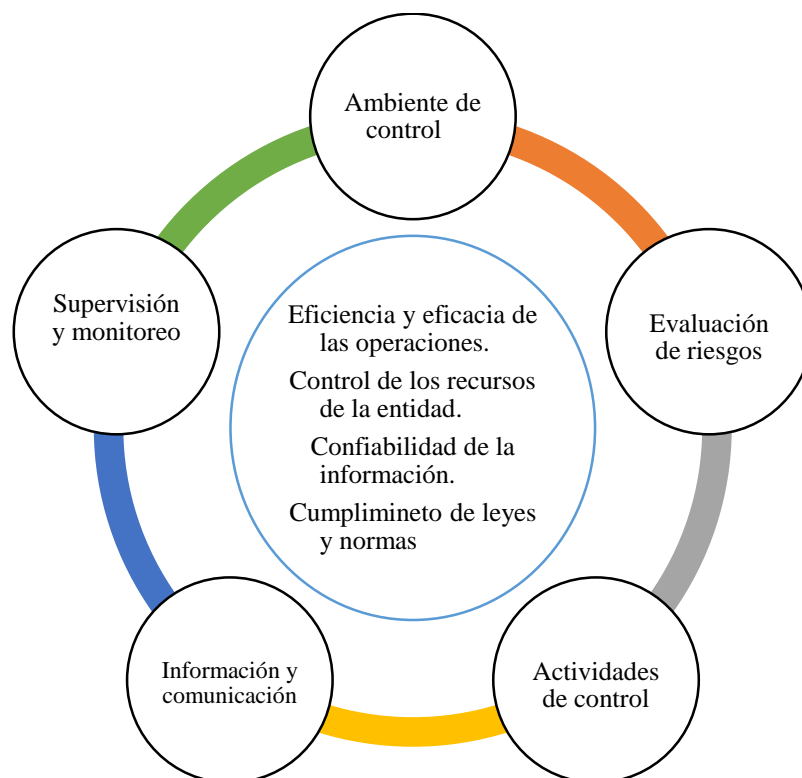 Ambiente de
control
Evaluación
de riesgos
Actividades
de control
Información y
comunicación
Supervisión
y monitoreo
Eficiencia y eficacia de
las operaciones.
Control de los recursos
de la entidad.
Confiabilidad de la
información.
Cumplimineto de leyes
y normas